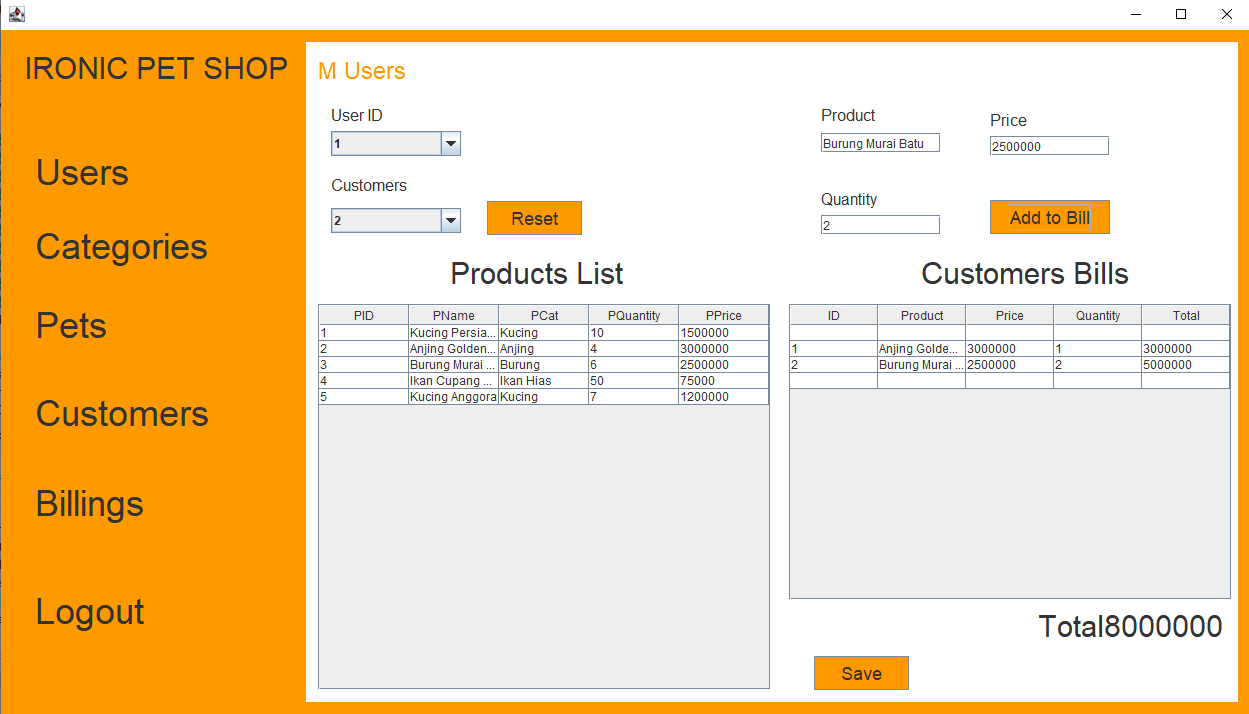 IRONIC PET SHOP
Users
Categories
Pets
Customers
Billings
Logout
M Users
User ID
1
Customers
2
Reset
Product
Burung Murai Batu
Price
2500000
Quantity
2
Add to Bill
Products List
PID PName PCat PQuantity PPrice
1 Kucing Persia... Kucing 10 1500000
2 Anjing Golden... Anjing 4 3000000
3 Burung Murai ... Burung 6 2500000
4 Ikan Cupang ... Ikan Hias 50 75000
5 Kucing Anggora Kucing 7 1200000
Customers Bills
ID Product Price Quantity Total
1 Anjing Golde... 3000000 1 3000000
2 Burung Murai ... 2500000 2 5000000
Total8000000
Save